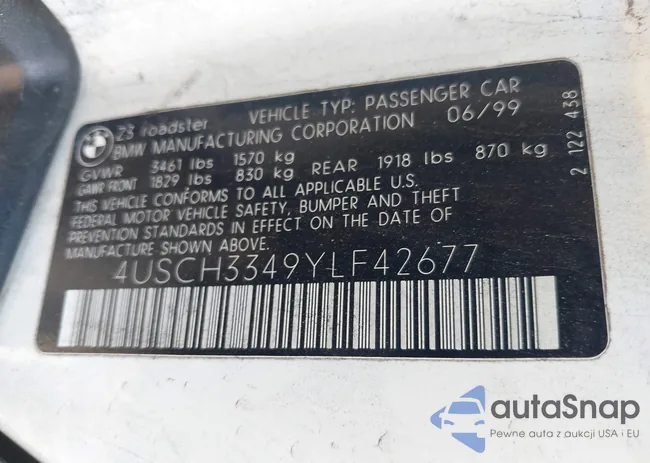 BMW
Z3 roadster VEHICLE TYP: PASSENGER CAR
BMW MANUFACTURING CORPORATION 06/99
GVWR 3461 lbs 1570 kg
GAWR FRONT 1829 lbs 830 kg REAR 1918 lbs 870 kg
THIS VEHICLE CONFORMS TO ALL APPLICABLE U.S.
FEDERAL MOTOR VEHICLE SAFETY, BUMPER AND THEFT
PREVENTION STANDARDS IN EFFECT ON THE DATE OF
MANUFACTURE SHOWN ABOVE.
4USCH3349YLF42677
2 122 438
autaSnap
Pewne auta z aukcji USA i EU